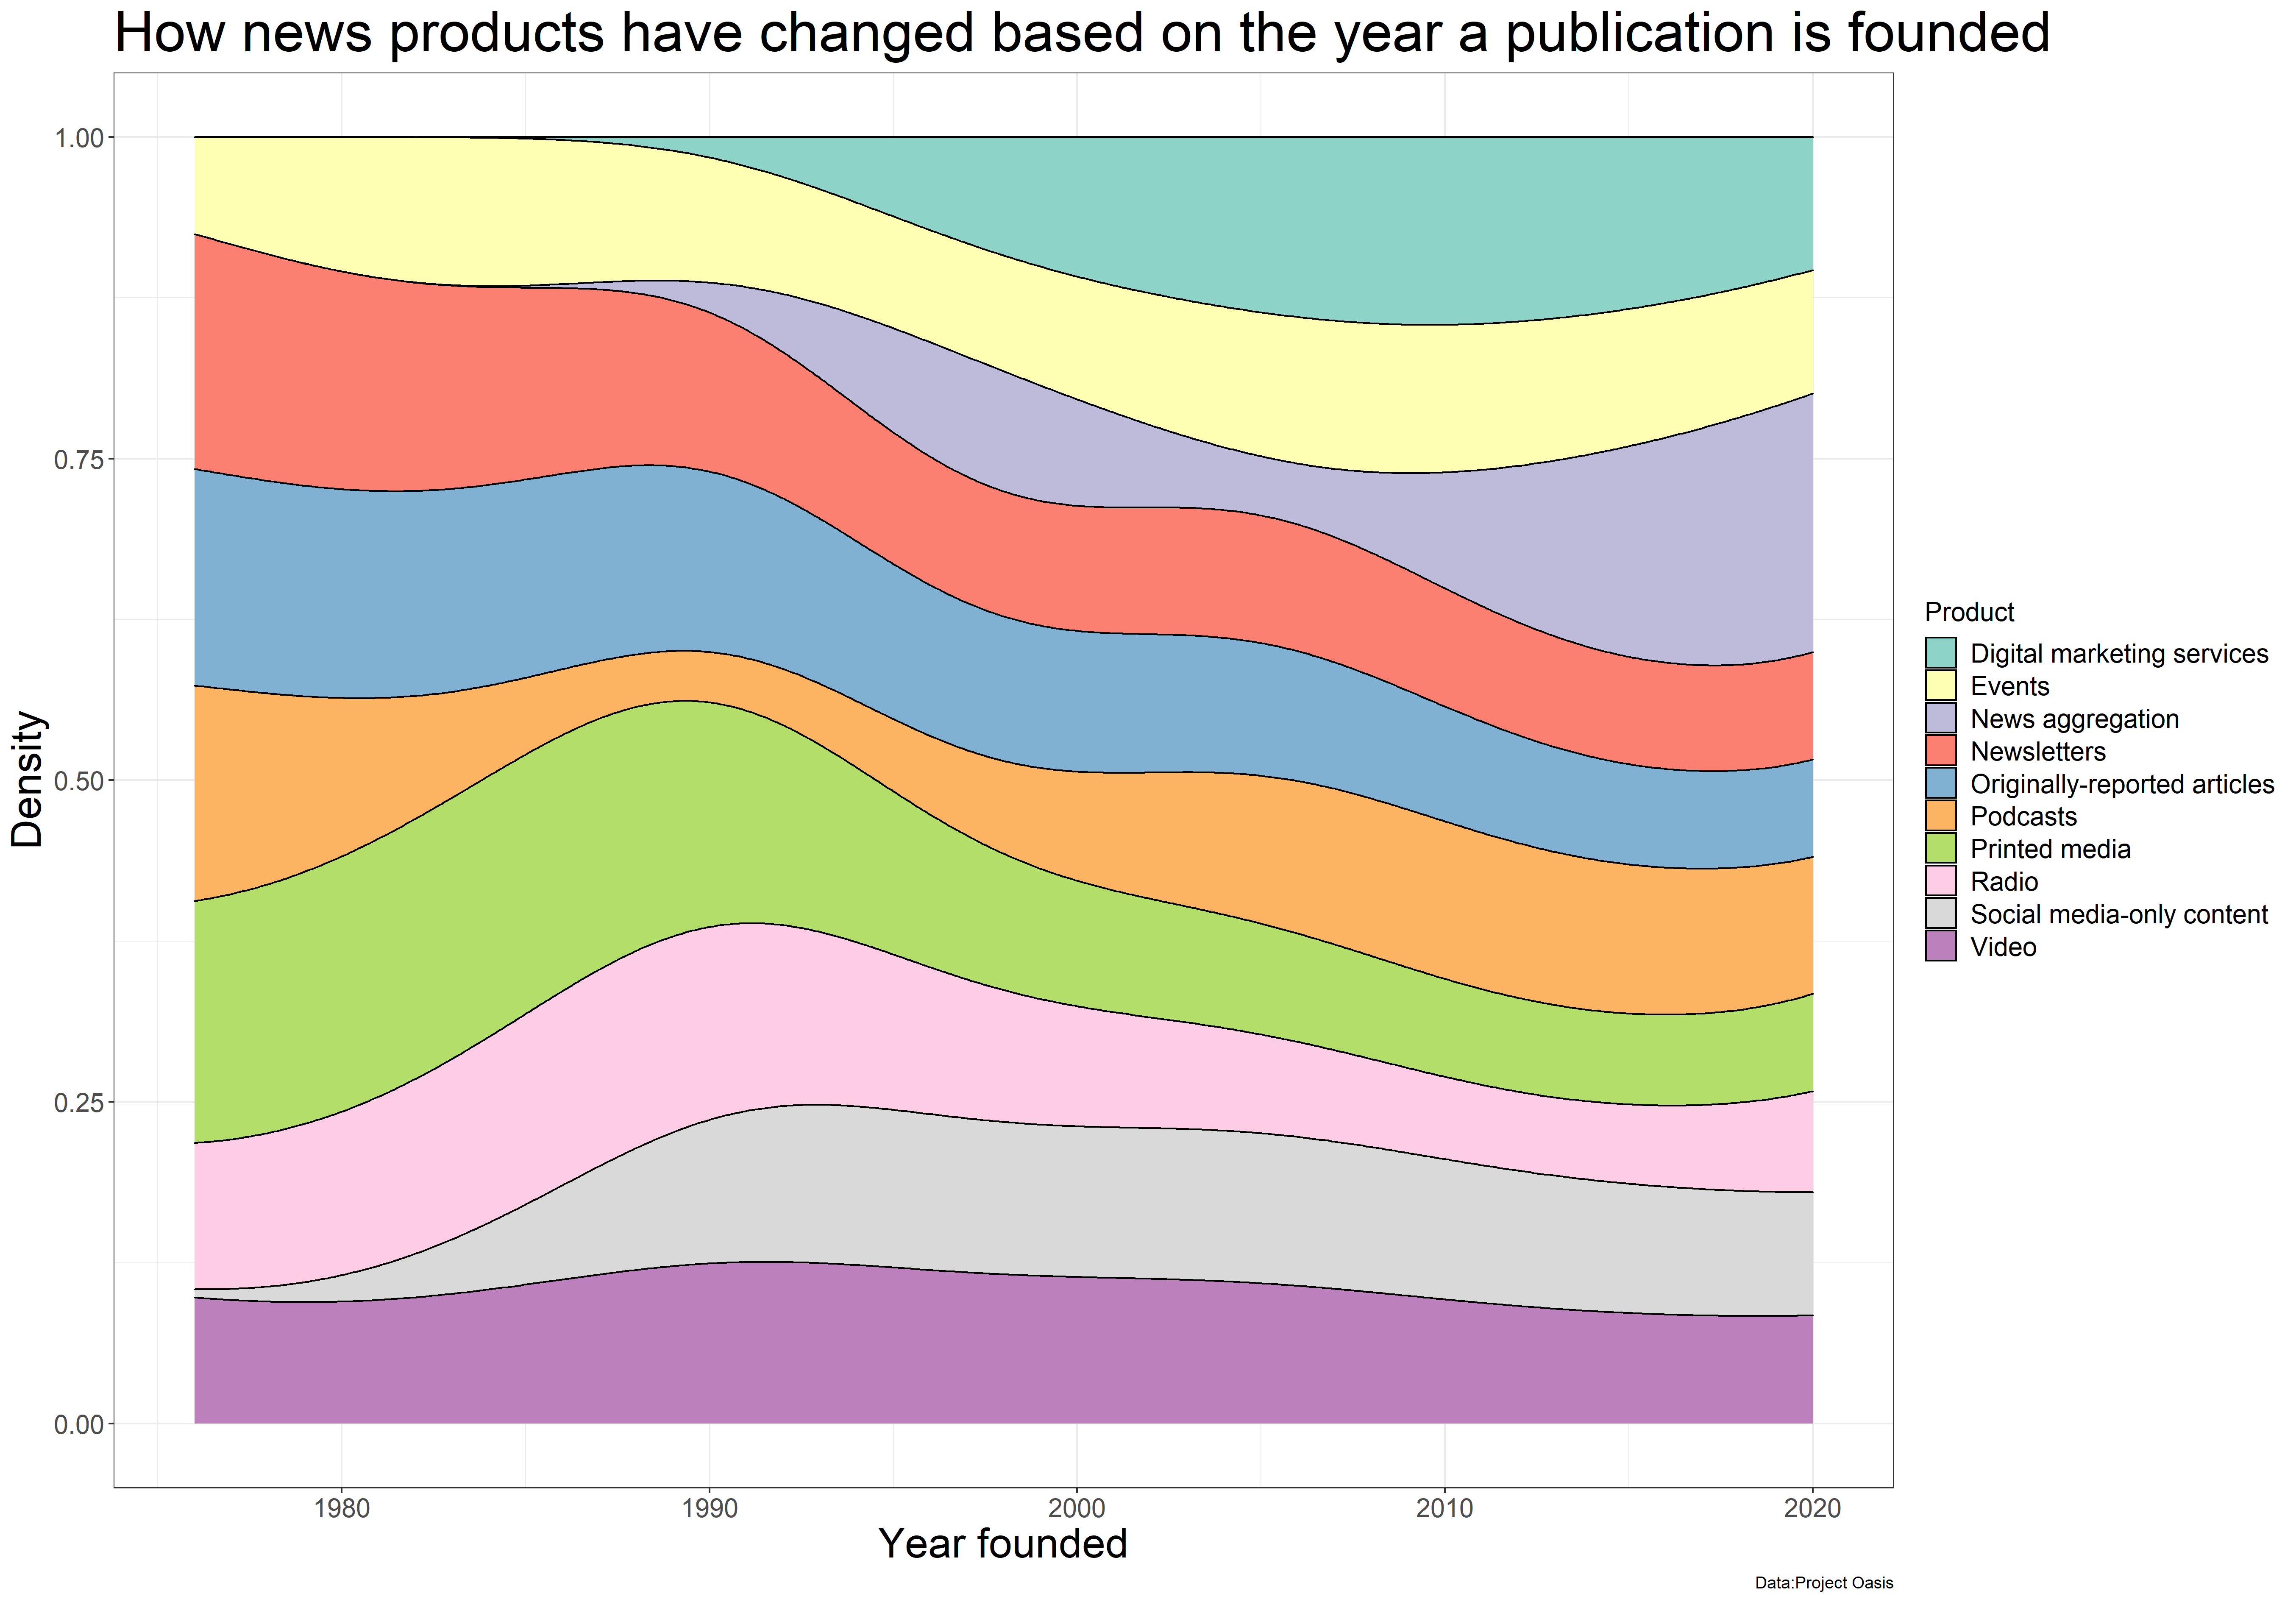 How news products have changed based on the year a publication is founded
1.00
0.75
0.50
0.25
0.00
Density
1980 1990 2000 2010 2020
Year founded
Product
Digital marketing services
Events
News aggregation
Newsletters
Originally-reported articles
Podcasts
Printed media
Radio
Social media-only content
Video
Data:Project Oasis